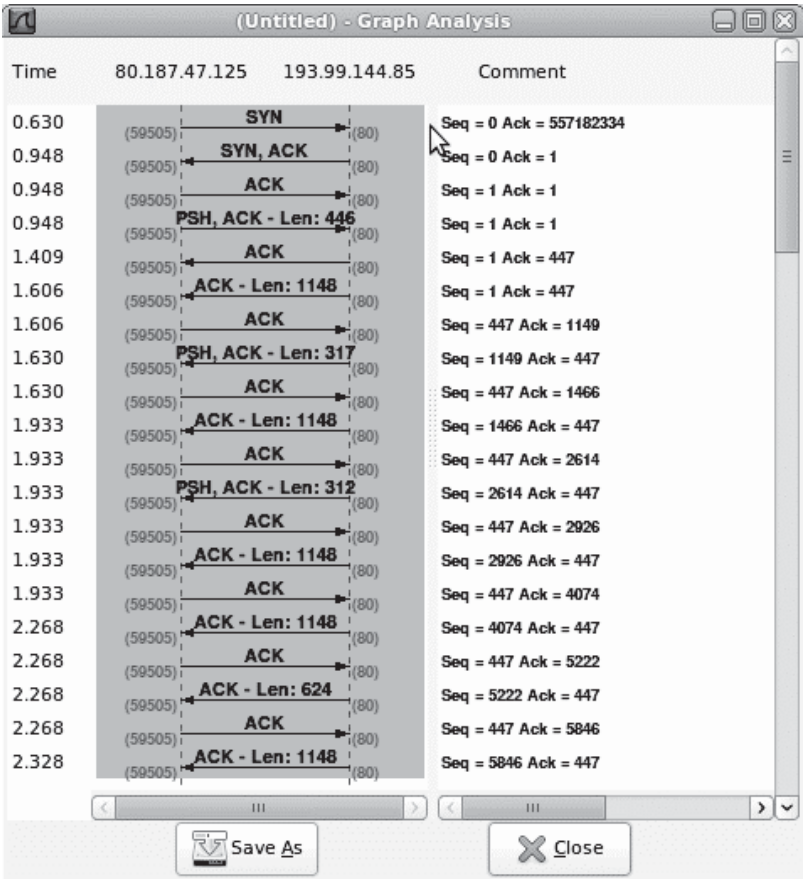 (Untitled) - Graph Analysis
Time 80.187.47.125 193.99.144.85 Comment
0.630 (59505) SYN (80) Seq = 0 Ack = 557182334
0.948 (59505) SYN, ACK (80) Seq = 0 Ack = 1
0.948 (59505) ACK (80) Seq = 1 Ack = 1
0.948 (59505) PSH, ACK - Len: 446 (80) Seq = 1 Ack = 1
1.409 (59505) ACK (80) Seq = 1 Ack = 447
1.606 (59505) ACK - Len: 1148 (80) Seq = 1 Ack = 447
1.606 (59505) ACK (80) Seq = 447 Ack = 1149
1.630 (59505) PSH, ACK - Len: 317 (80) Seq = 1149 Ack = 447
1.630 (59505) ACK (80) Seq = 447 Ack = 1466
1.933 (59505) ACK - Len: 1148 (80) Seq = 1466 Ack = 447
1.933 (59505) ACK (80) Seq = 447 Ack = 2614
1.933 (59505) PSH, ACK - Len: 312 (80) Seq = 2614 Ack = 447
1.933 (59505) ACK (80) Seq = 447 Ack = 2926
1.933 (59505) ACK - Len: 1148 (80) Seq = 2926 Ack = 447
1.933 (59505) ACK (80) Seq = 447 Ack = 4074
2.268 (59505) ACK - Len: 1148 (80) Seq = 4074 Ack = 447
2.268 (59505) ACK (80) Seq = 447 Ack = 5222
2.268 (59505) ACK - Len: 624 (80) Seq = 5222 Ack = 447
2.268 (59505) ACK (80) Seq = 447 Ack = 5846
2.328 (59505) ACK - Len: 1148 (80) Seq = 5846 Ack = 447
Save As Close